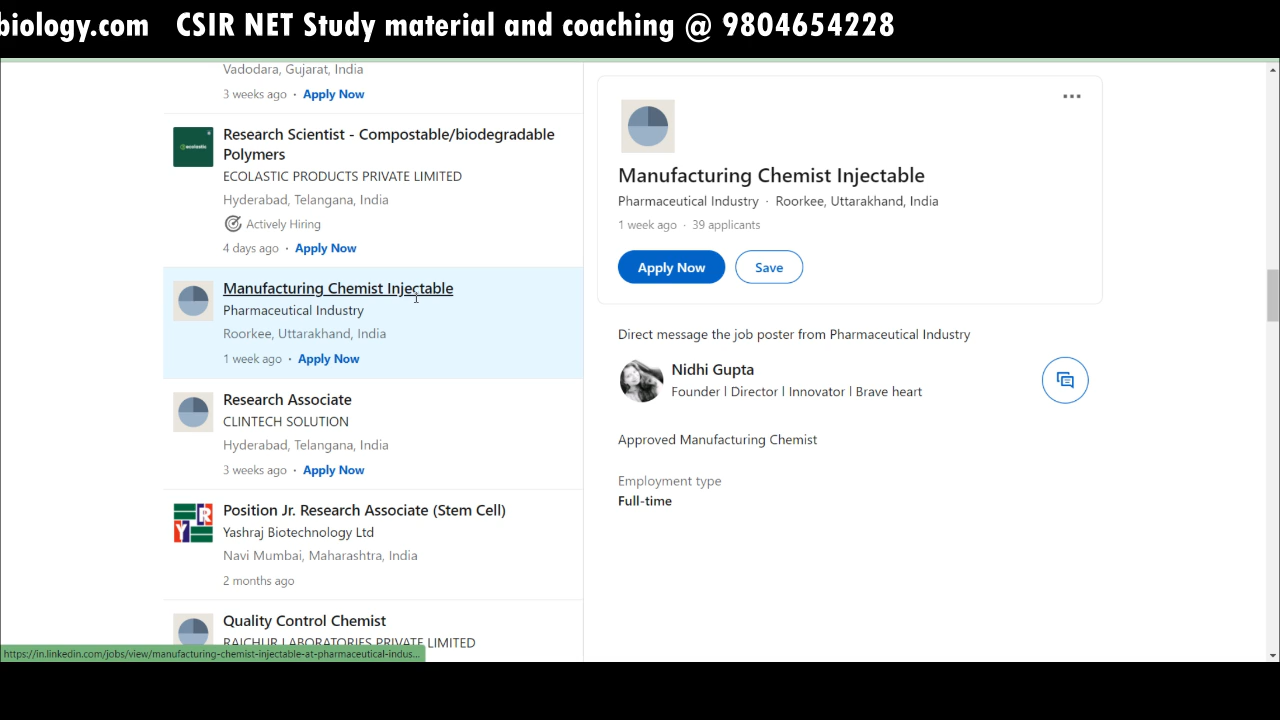 biology.com CSIR NET Study material and coaching @ 9804654228
Vadodara, Gujarat, India
3 weeks ago · Apply Now
Research Scientist - Compostable/biodegradable
Polymers
ECOLASTIC PRODUCTS PRIVATE LIMITED
Hyderabad, Telangana, India
Actively Hiring
4 days ago · Apply Now
Manufacturing Chemist Injectable
Pharmaceutical Industry
Roorkee, Uttarakhand, India
1 week ago · Apply Now
Research Associate
CLINTECH SOLUTION
Hyderabad, Telangana, India
3 weeks ago · Apply Now
Position Jr. Research Associate (Stem Cell)
Yashraj Biotechnology Ltd
Navi Mumbai, Maharashtra, India
2 months ago
Quality Control Chemist
RAICHUR LABORATORIES PRIVATE LIMITED
https://in.linkedin.com/jobs/view/manufacturing-chemist-injectable-at-pharmaceutical-indus...
Manufacturing Chemist Injectable
Pharmaceutical Industry · Roorkee, Uttarakhand, India
1 week ago · 39 applicants
Apply Now Save
Direct message the job poster from Pharmaceutical Industry
Nidhi Gupta
Founder l Director l Innovator l Brave heart
Approved Manufacturing Chemist
Employment type
Full-time